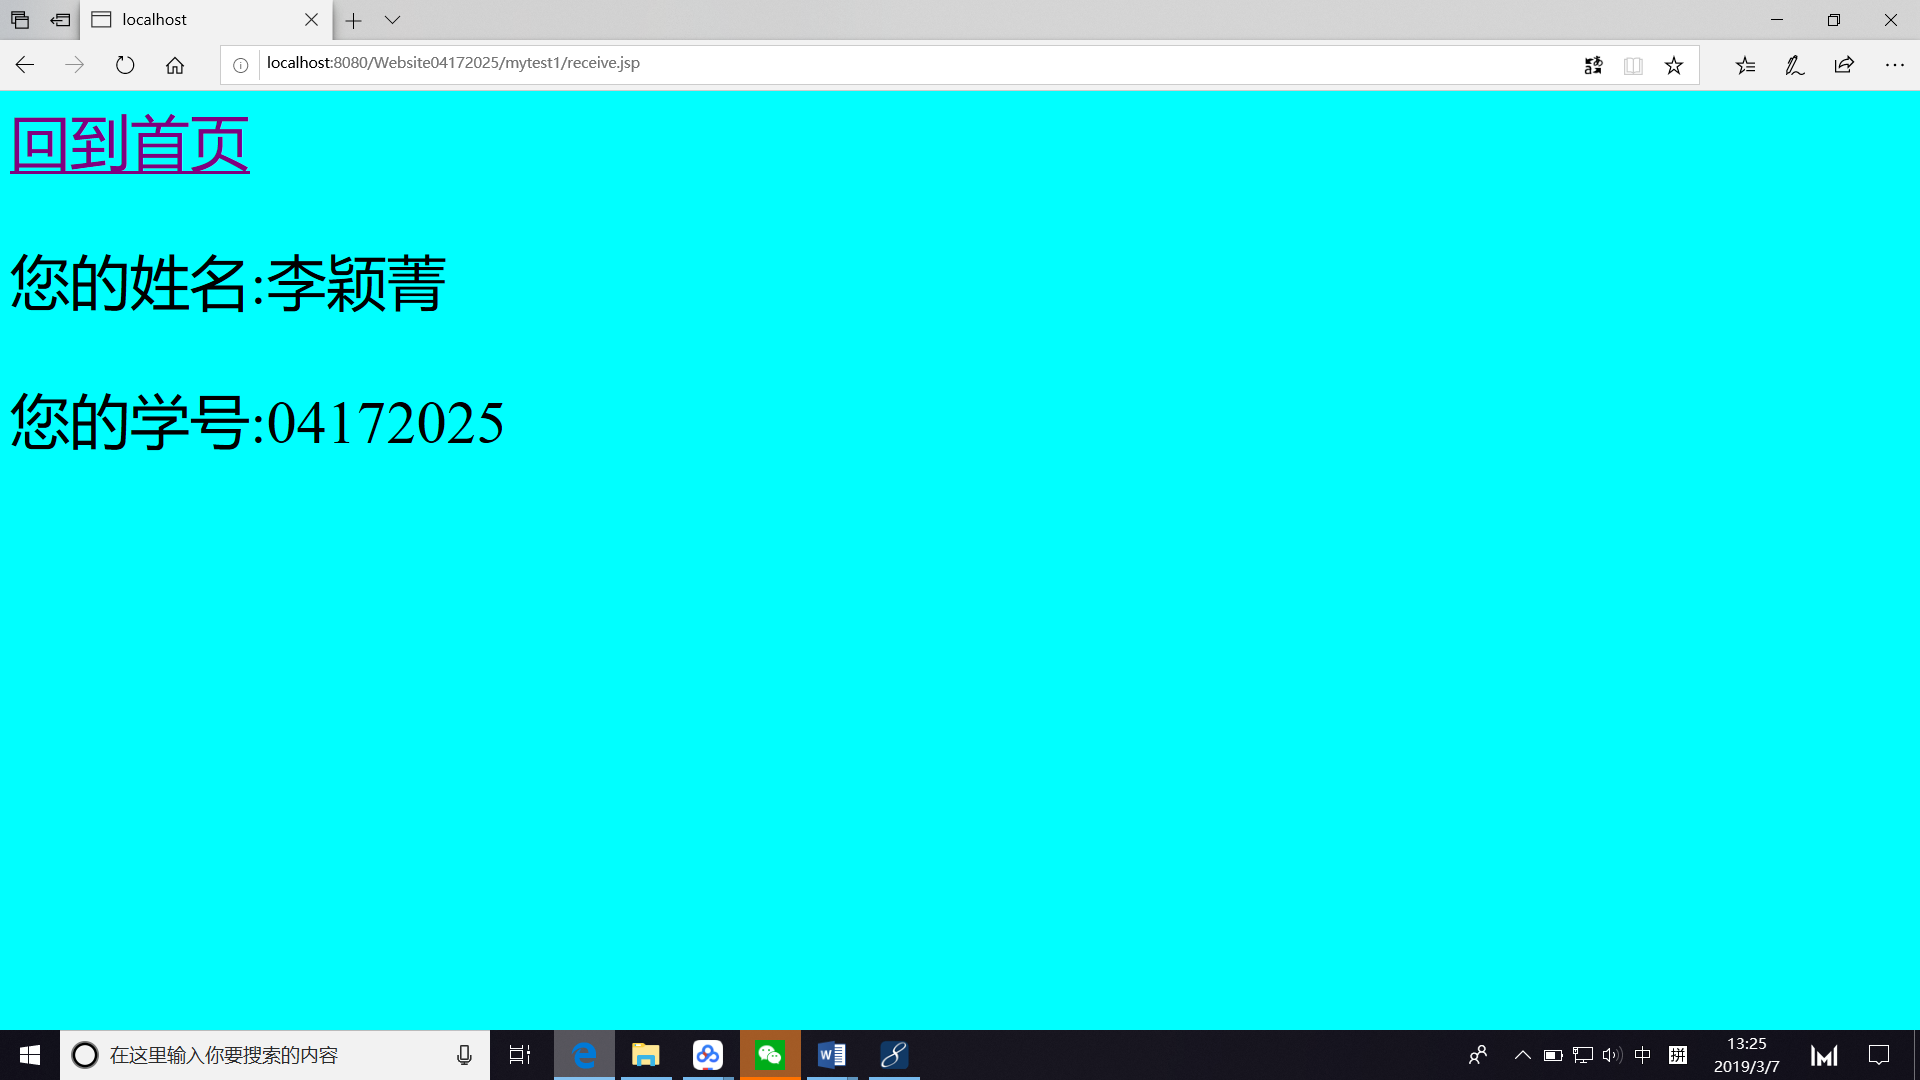 localhost
localhost:8080/Website04172025/mytest1/receive.jsp
回到首页
您的姓名:李颖菁
您的学号:04172025
在这里输入你要搜索的内容
中
拼
13:25
2019/3/7